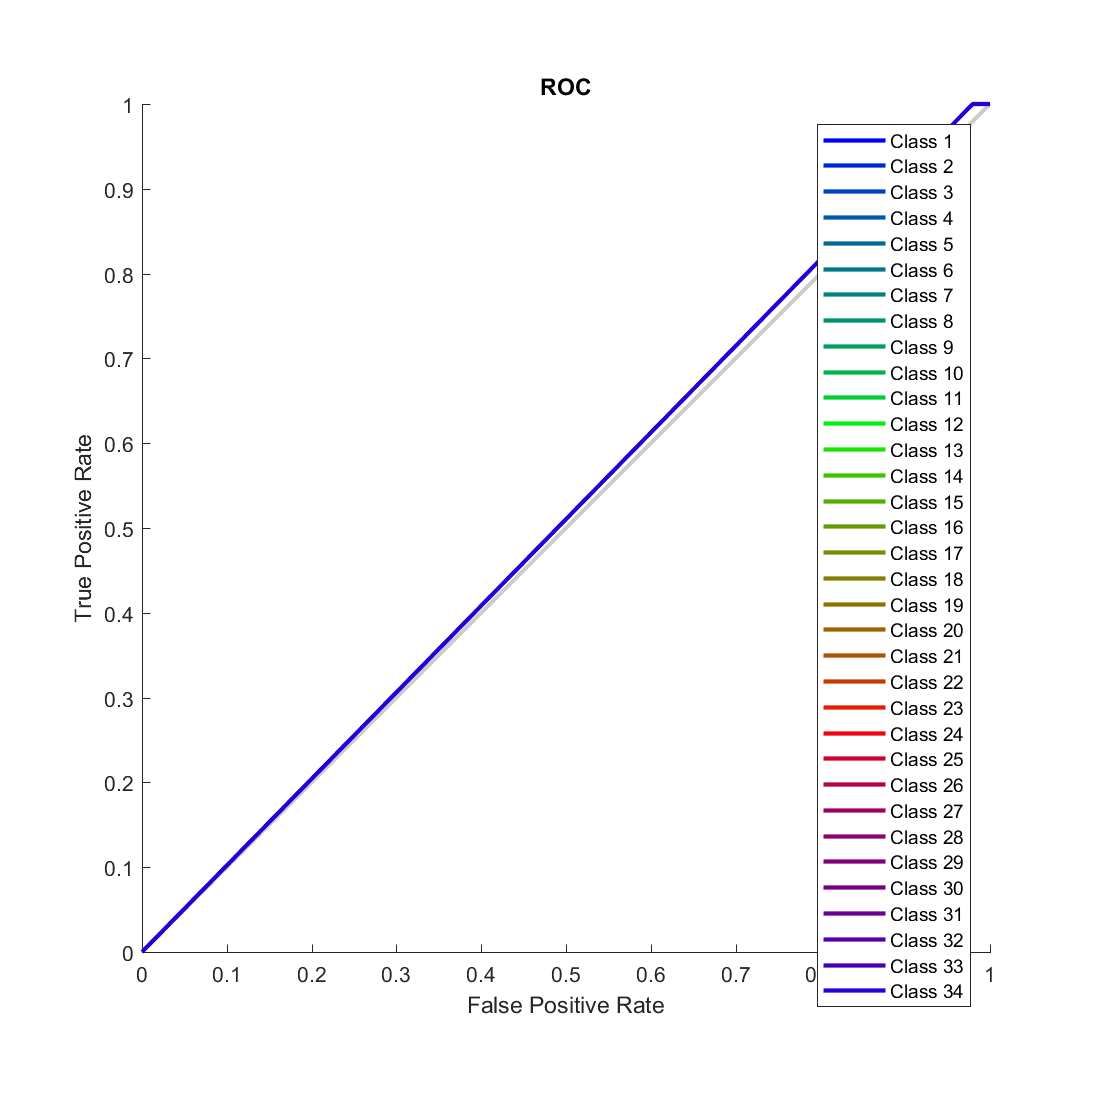 ROC
True Positive Rate
1
0.9
0.8
0.7
0.6
0.5
0.4
0.3
0.2
0.1
0
Class 1
Class 2
Class 3
Class 4
Class 5
Class 6
Class 7
Class 8
Class 9
Class 10
Class 11
Class 12
Class 13
Class 14
Class 15
Class 16
Class 17
Class 18
Class 19
Class 20
Class 21
Class 22
Class 23
Class 24
Class 25
Class 26
Class 27
Class 28
Class 29
Class 30
Class 31
Class 32
Class 33
Class 34
0 0.1 0.2 0.3 0.4 0.5 0.6 0.7 1
False Positive Rate